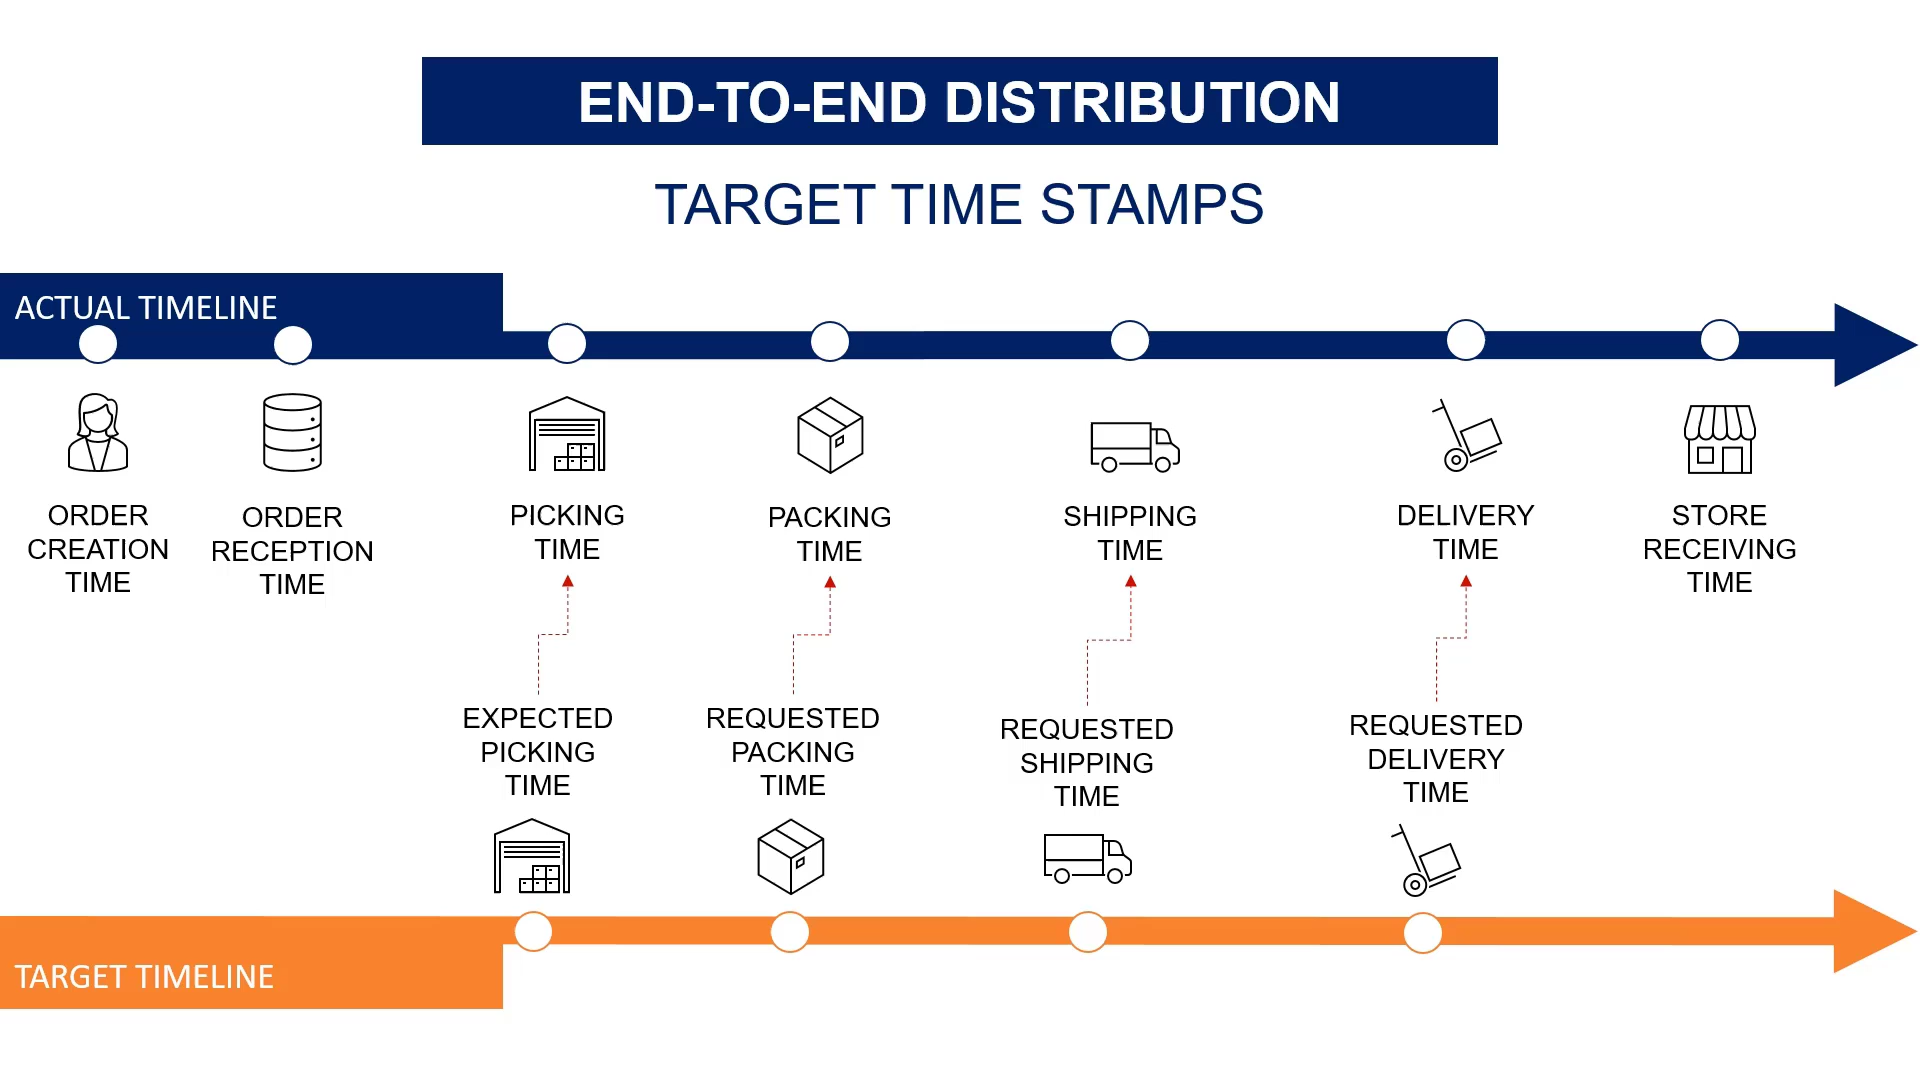 END-TO-END DISTRIBUTION
TARGET TIME STAMPS
ACTUAL TIMELINE
ORDER
CREATION
TIME
ORDER
RECEPTION
TIME
PICKING
TIME
PACKING
TIME
SHIPPING
TIME
DELIVERY
TIME
STORE
RECEIVING
TIME
EXPECTED
PICKING
TIME
REQUESTED
PACKING
TIME
REQUESTED
SHIPPING
TIME
REQUESTED
DELIVERY
TIME
TARGET TIMELINE